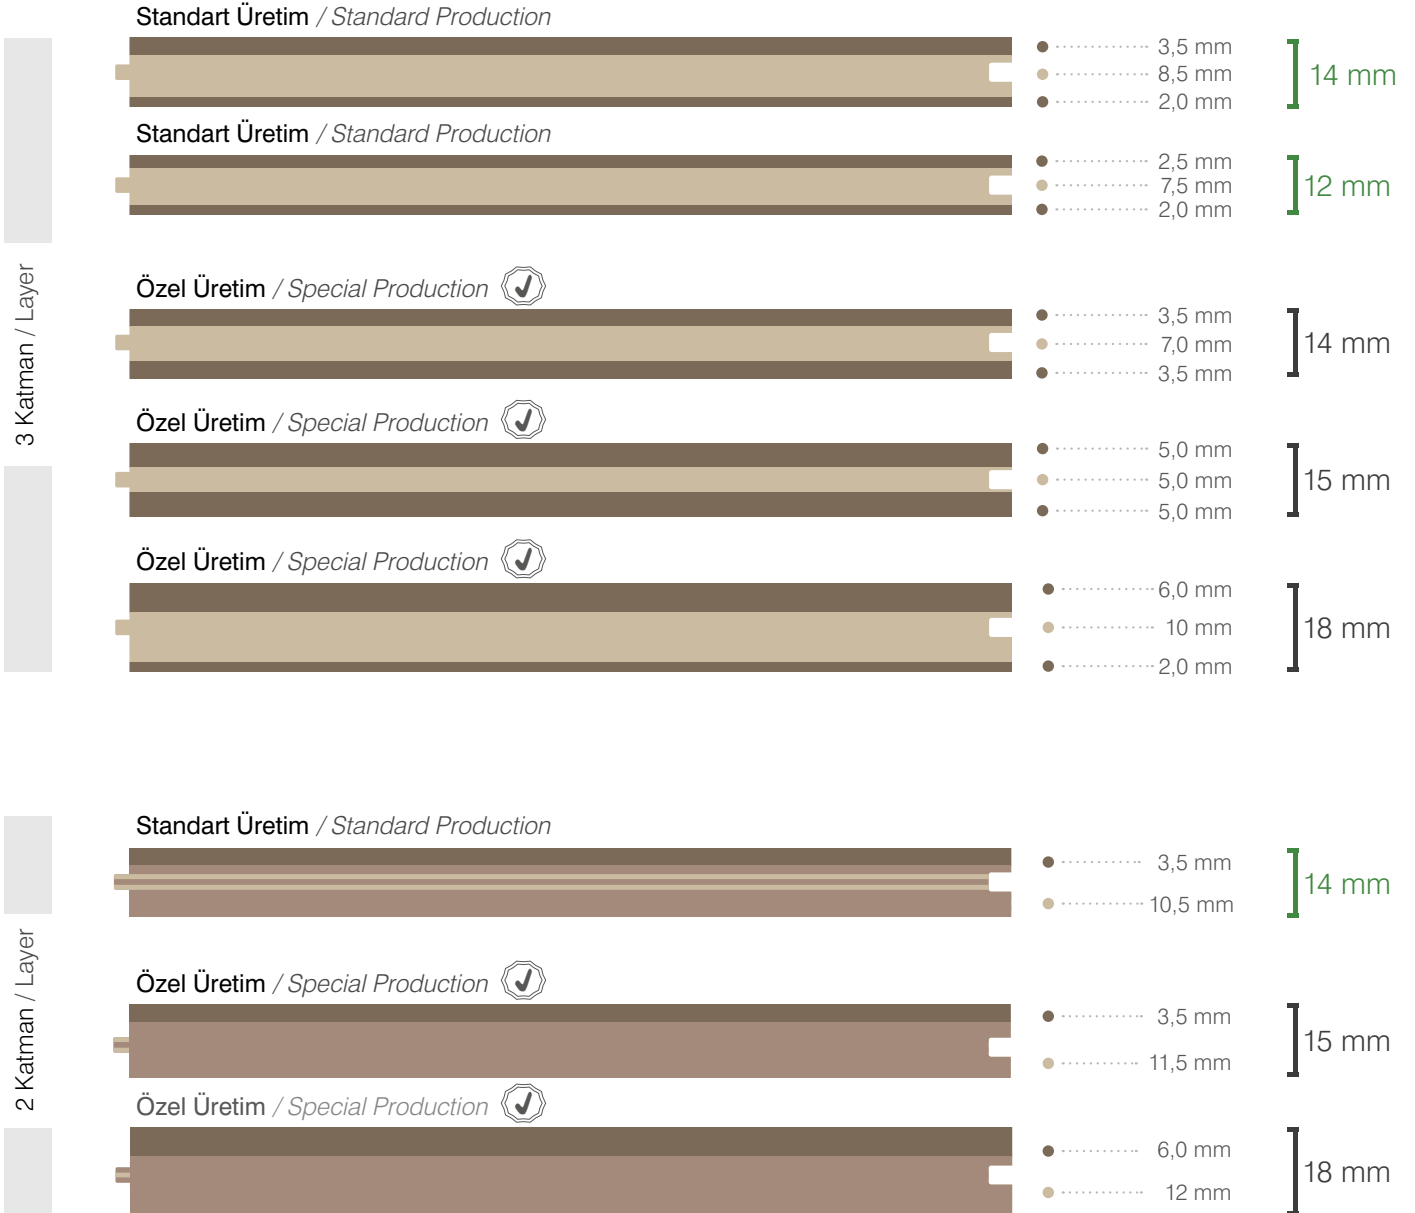 Standart Üretim / Standard Production
3,5 mm
8,5 mm
2,0 mm
14 mm
Standart Üretim / Standard Production
2,5 mm
7,5 mm
2,0 mm
12 mm
3 Katman / Layer
Özel Üretim / Special Production
3,5 mm
7,0 mm
3,5 mm
14 mm
Özel Üretim / Special Production
5,0 mm
5,0 mm
5,0 mm
15 mm
Özel Üretim / Special Production
6,0 mm
10 mm
2,0 mm
18 mm
Standart Üretim / Standard Production
3,5 mm
10,5 mm
14 mm
2 Katman / Layer
Özel Üretim / Special Production
3,5 mm
11,5 mm
15 mm
Özel Üretim / Special Production
6,0 mm
12 mm
18 mm